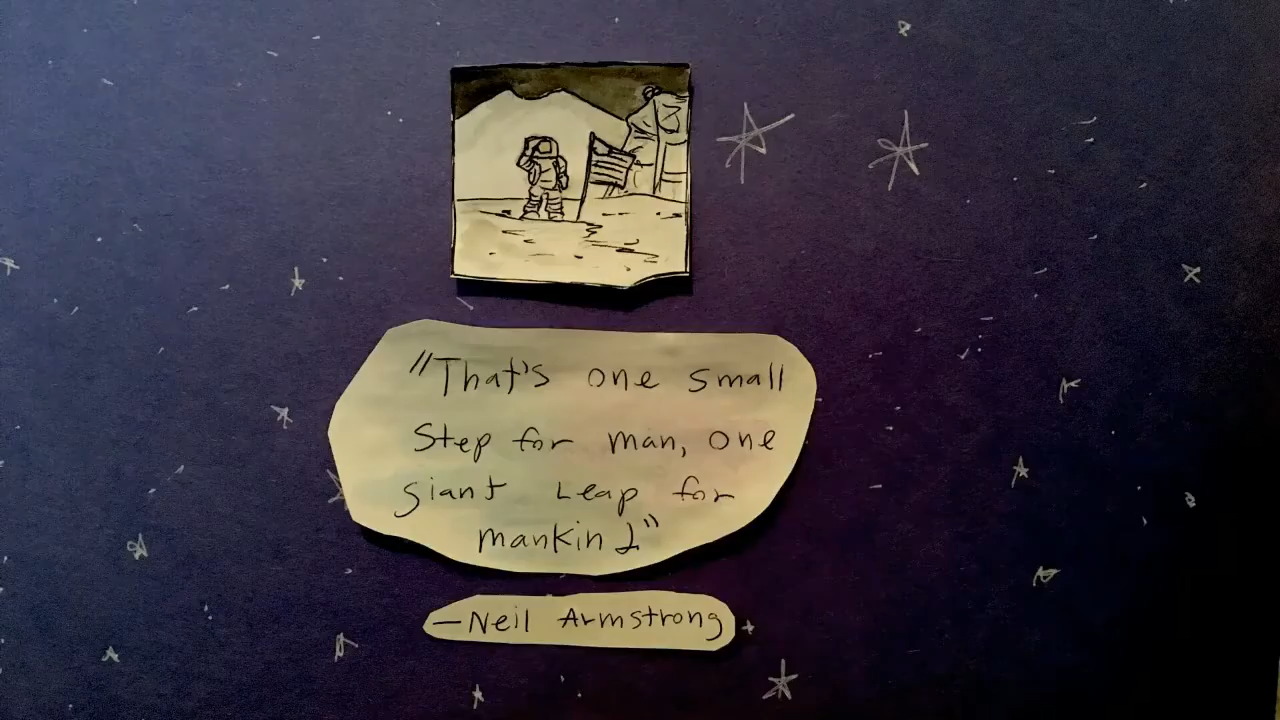 "That's one small
Step for man, one
giant Leap for
mankind"
—Neil Armstrong